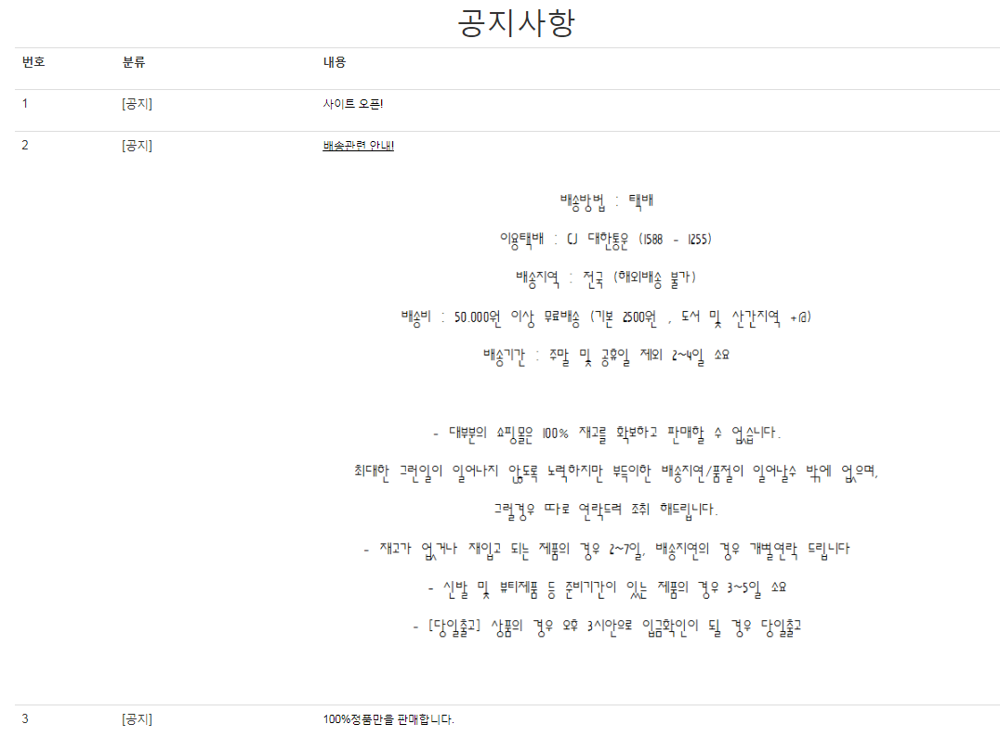 공지사항
번호 분류 내용
1 [공지] 사이트 오픈!
2 [공지] 배송관련 안내!
배송방법 : 택배
이용택배 : CJ 대한통운 (1588 - 1255)
배송지역 : 전국 (해외배송 불가)
배송비 : 50.000원 이상 무료배송 (기본 2500원 , 도서 및 산간지역 +@)
배송기간 : 주말 및 공휴일 제외 2~4일 소요
- 대부분의 쇼핑몰은 100% 재고를 확보하고 판매할 수 없습니다.
최대한 그런일이 일어나지 않도록 노력하지만 부득이한 배송지연/품절이 일어날수 밖에 없으며,
그럴경우 따로 연락드려 조취 해드립니다.
- 재고가 없거나 재입고 되는 제품의 경우 2~7일, 배송지연의 경우 개별연락 드립니다
- 신발 및 뷰티제품 등 준비기간이 있는 제품의 경우 3~5일 소요
- [당일출고] 상품의 경우 오후 3시안으로 입금확인이 될 경우 당일출고
3 [공지] 100%정품만을 판매합니다.